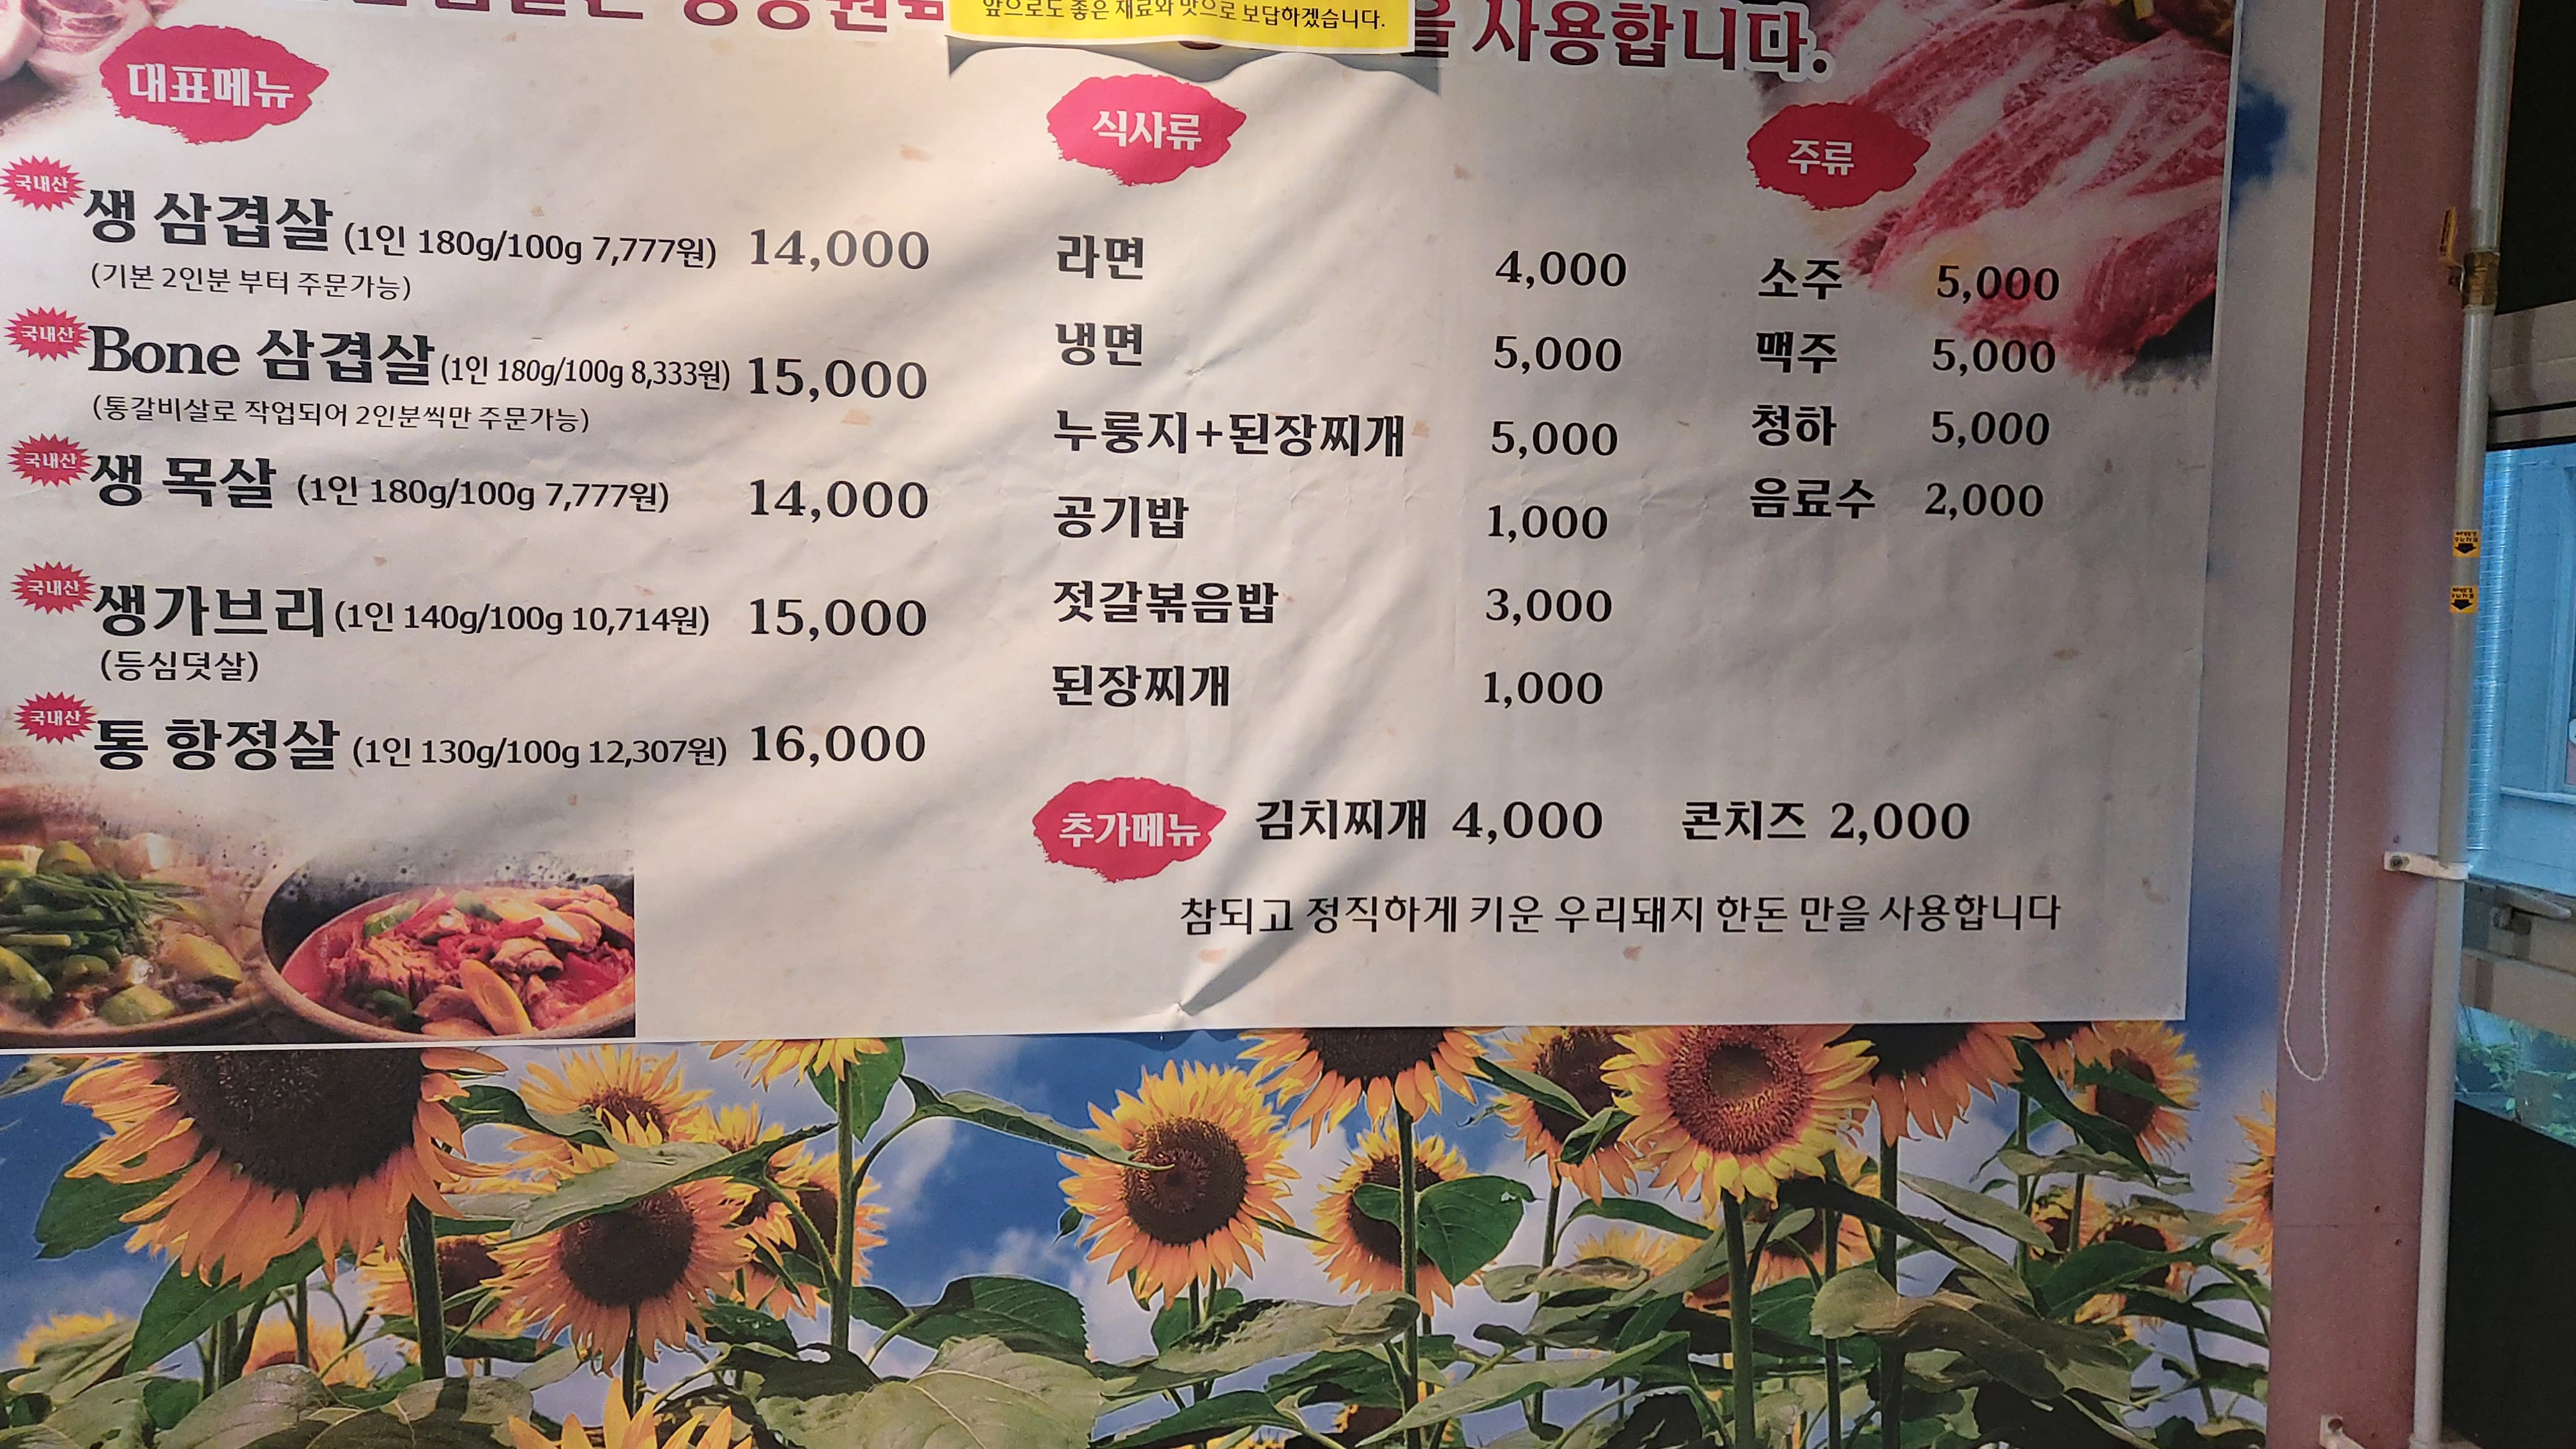 앞으로도 좋은 재료와 맛으로 보답하겠습니다.
을 사용합니다.
대표메뉴
국내산
생 삼겹살 (1인 180g/100g 7,777원) 14,000
(기본 2인분 부터 주문가능)
국내산
Bone 삼겹살 (1인 180g/100g 8,333원) 15,000
(통갈비살로 작업되어 2인분씩만 주문가능)
국내산
생 목살 (1인 180g/100g 7,777원) 14,000
국내산
생가브리 (1인 140g/100g 10,714원) 15,000
(등심덧살)
국내산
통 항정살 (1인 130g/100g 12,307원) 16,000
식사류
라면 4,000
냉면 5,000
누룽지+된장찌개 5,000
공기밥 1,000
젓갈볶음밥 3,000
된장찌개 1,000
주류
소주 5,000
맥주 5,000
청하 5,000
음료수 2,000
추가메뉴
김치찌개 4,000 콘치즈 2,000
참되고 정직하게 키운 우리돼지 한돈 만을 사용합니다